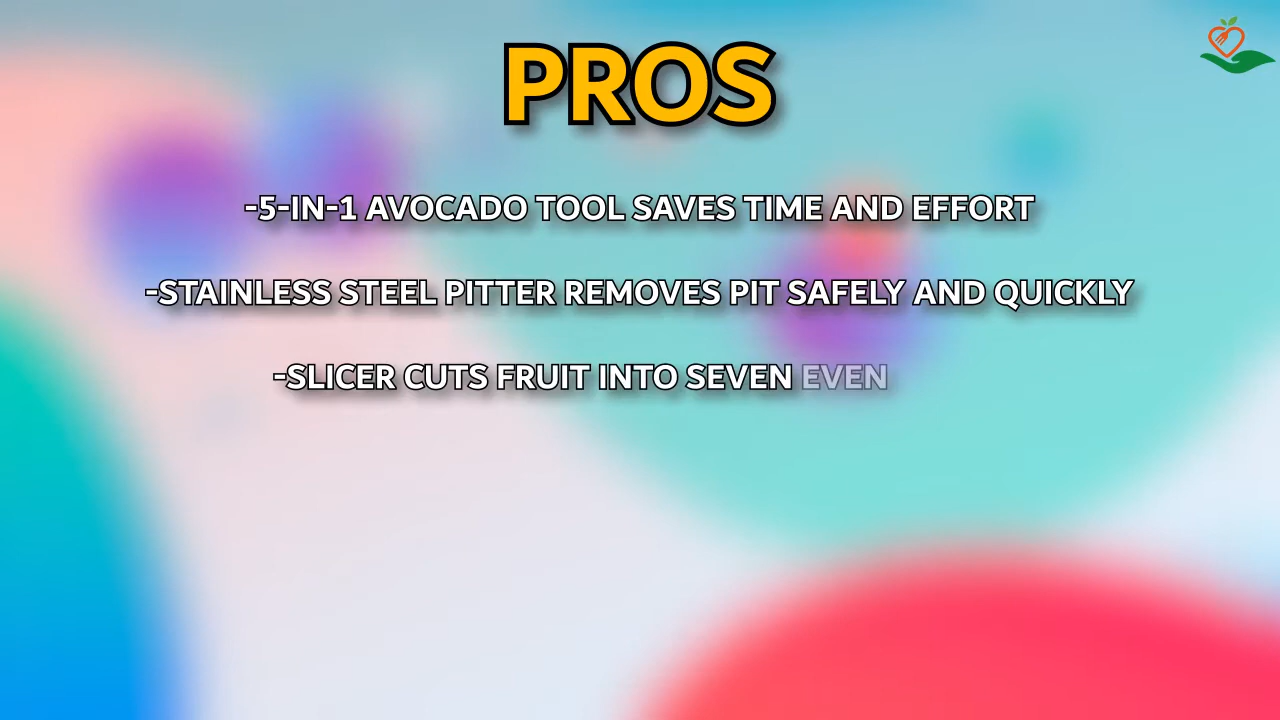 PROS
-5-IN-1 AVOCADO TOOL SAVES TIME AND EFFORT
-STAINLESS STEEL PITTER REMOVES PIT SAFELY AND QUICKLY
-SLICER CUTS FRUIT INTO SEVEN EVEN